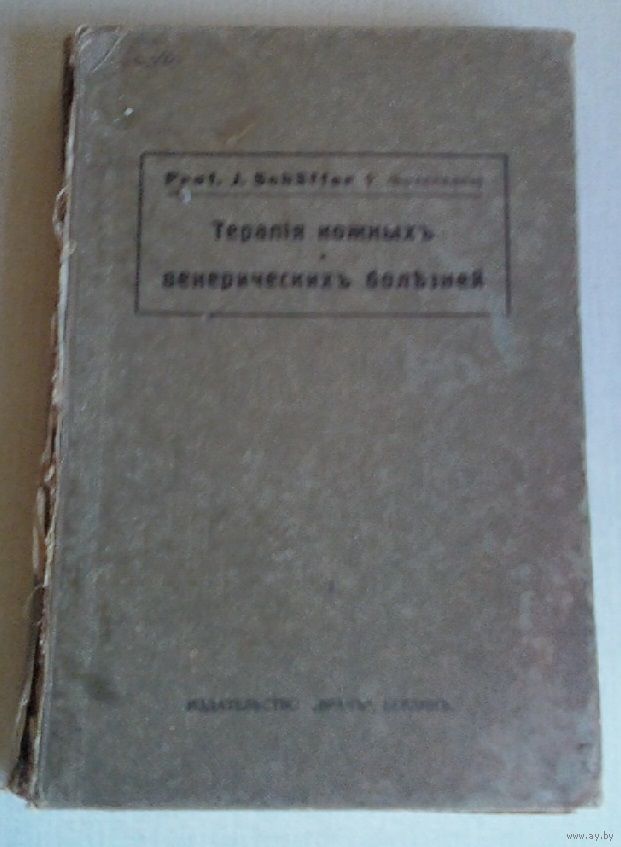 Prof. J. Schäffer
Терапія кожныхъ
и
венерическихъ болѣзней
ИЗДАТЕЛЬСТВО „ВРАЧЪ“ БЕРЛИНЪ
www.ay.by